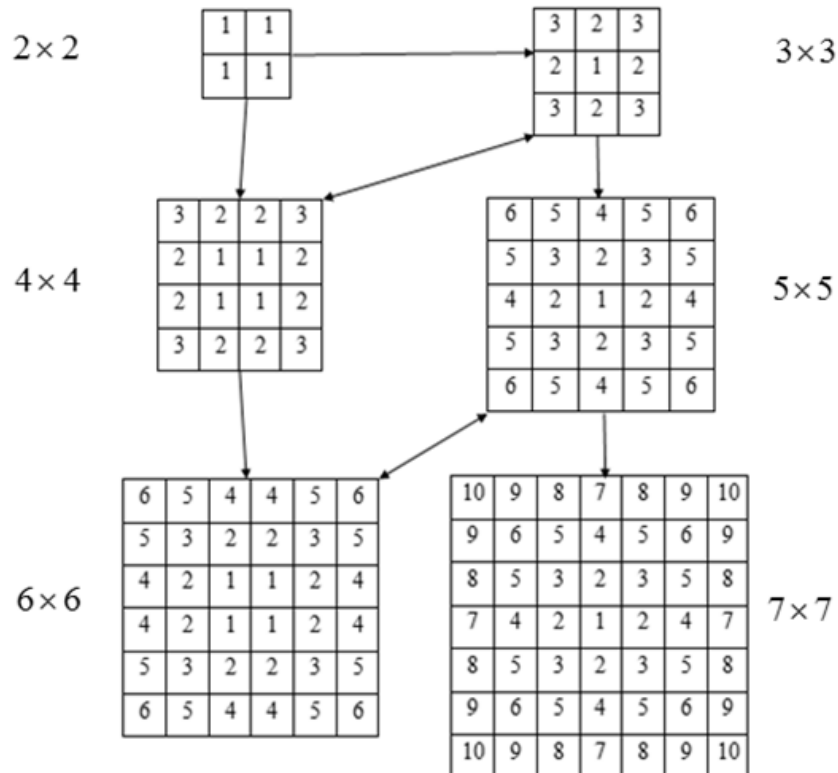 2×2
1 1
1 1
3 2 3
2 1 2
3 2 3
3×3
4×4
3 2 2 3
2 1 1 2
2 1 1 2
3 2 2 3
6 5 4 5 6
5 3 2 3 5
4 2 1 2 4
5 3 2 3 5
6 5 4 5 6
5×5
6×6
6 5 4 4 5 6
5 3 2 2 3 5
4 2 1 1 2 4
4 2 1 1 2 4
5 3 2 2 3 5
6 5 4 4 5 6
10 9 8 7 8 9 10
9 6 5 4 5 6 9
8 5 3 2 3 5 8
7 4 2 1 2 4 7
8 5 3 2 3 5 8
9 6 5 4 5 6 9
10 9 8 7 8 9 10
7×7